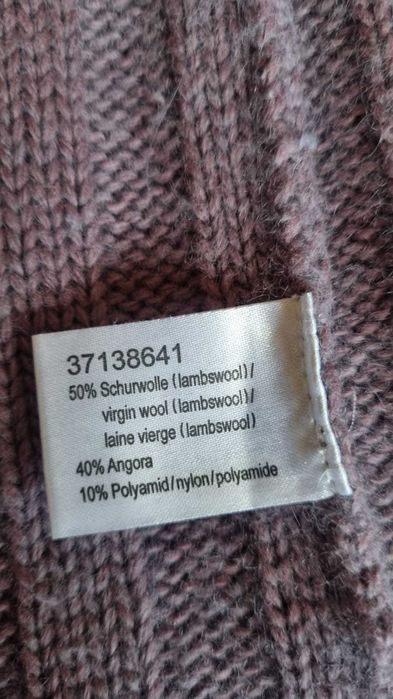 37138641
50% Schurwolle (lambswool)/
virgin wool (lambswool)/
laine vierge (lambswool)
40% Angora
10% Polyamid/nylon/polyamide